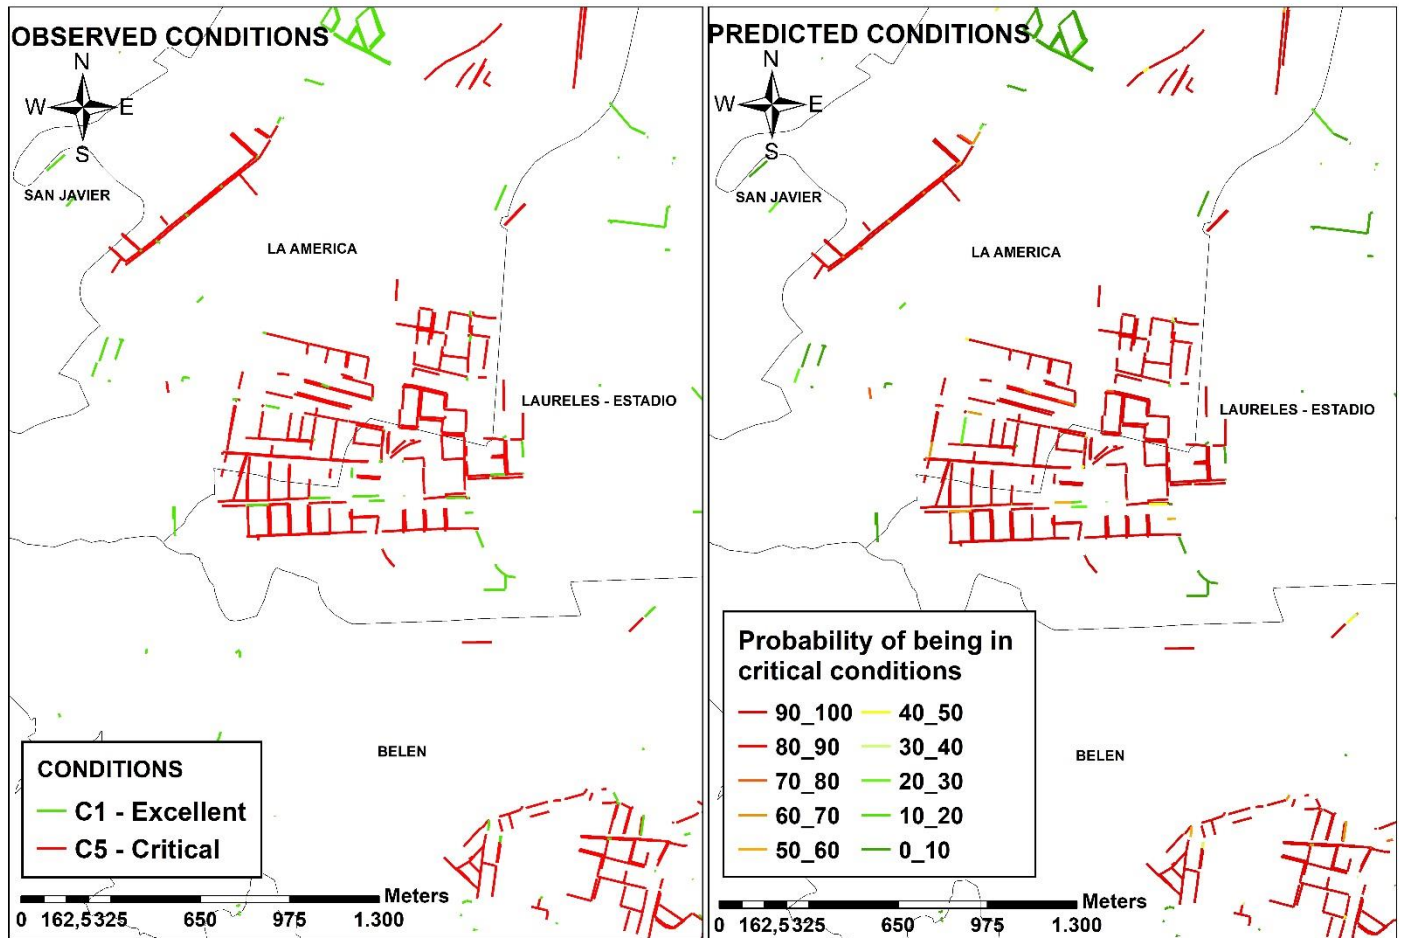 OBSERVED CONDITIONS
N
W E
S
SAN JAVIER
LA AMERICA
LAURELES - ESTADIO
BELEN
CONDITIONS
C1 - Excellent
C5 - Critical
Meters
0 162,5 325 650 975 1.300
PREDICTED CONDITIONS
N
W E
S
SAN JAVIER
LA AMERICA
LAURELES - ESTADIO
Probability of being in
critical conditions
90_100 40_50
80_90 30_40
70_80 20_30
60_70 10_20
50_60 0_10
BELEN
Meters
0 162,5 325 650 975 1.300